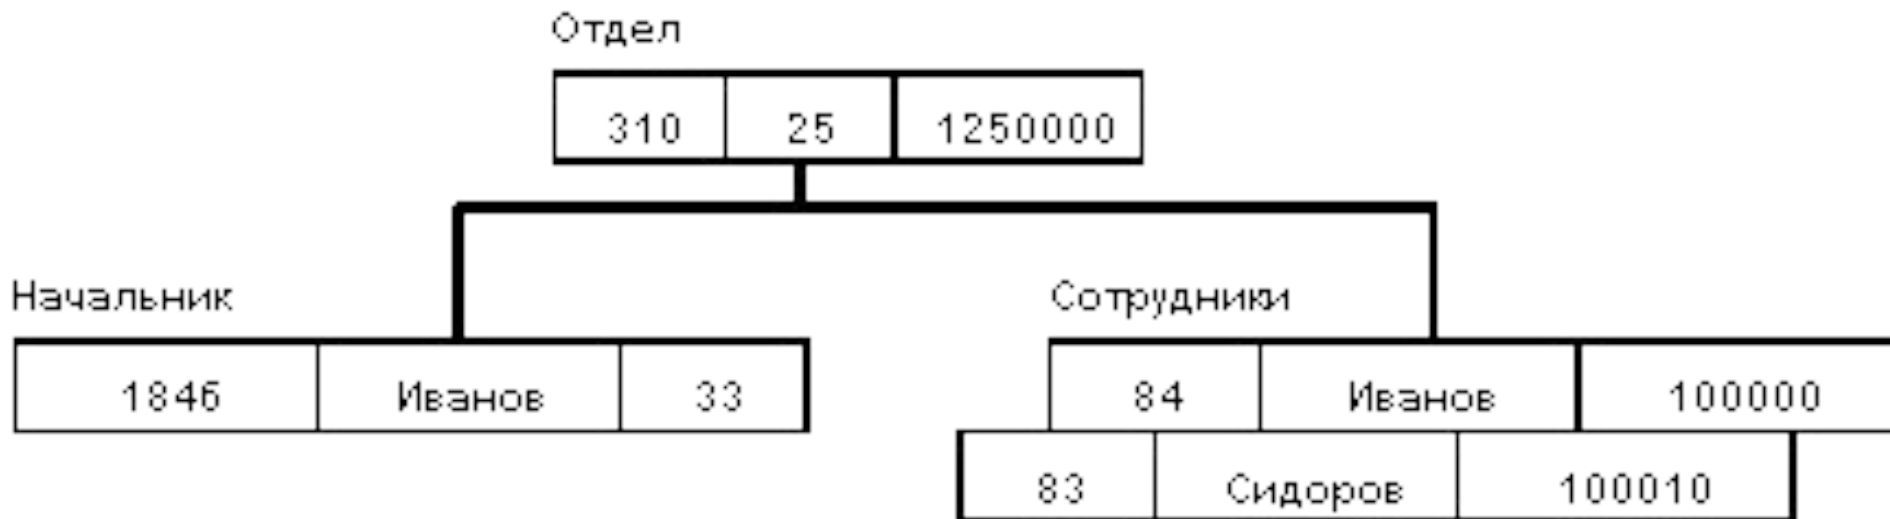 Отдел
310 25 1250000
Начальник
Сотрудники
1846 Иванов 33
84 Иванов 100000
83 Сидоров 100010